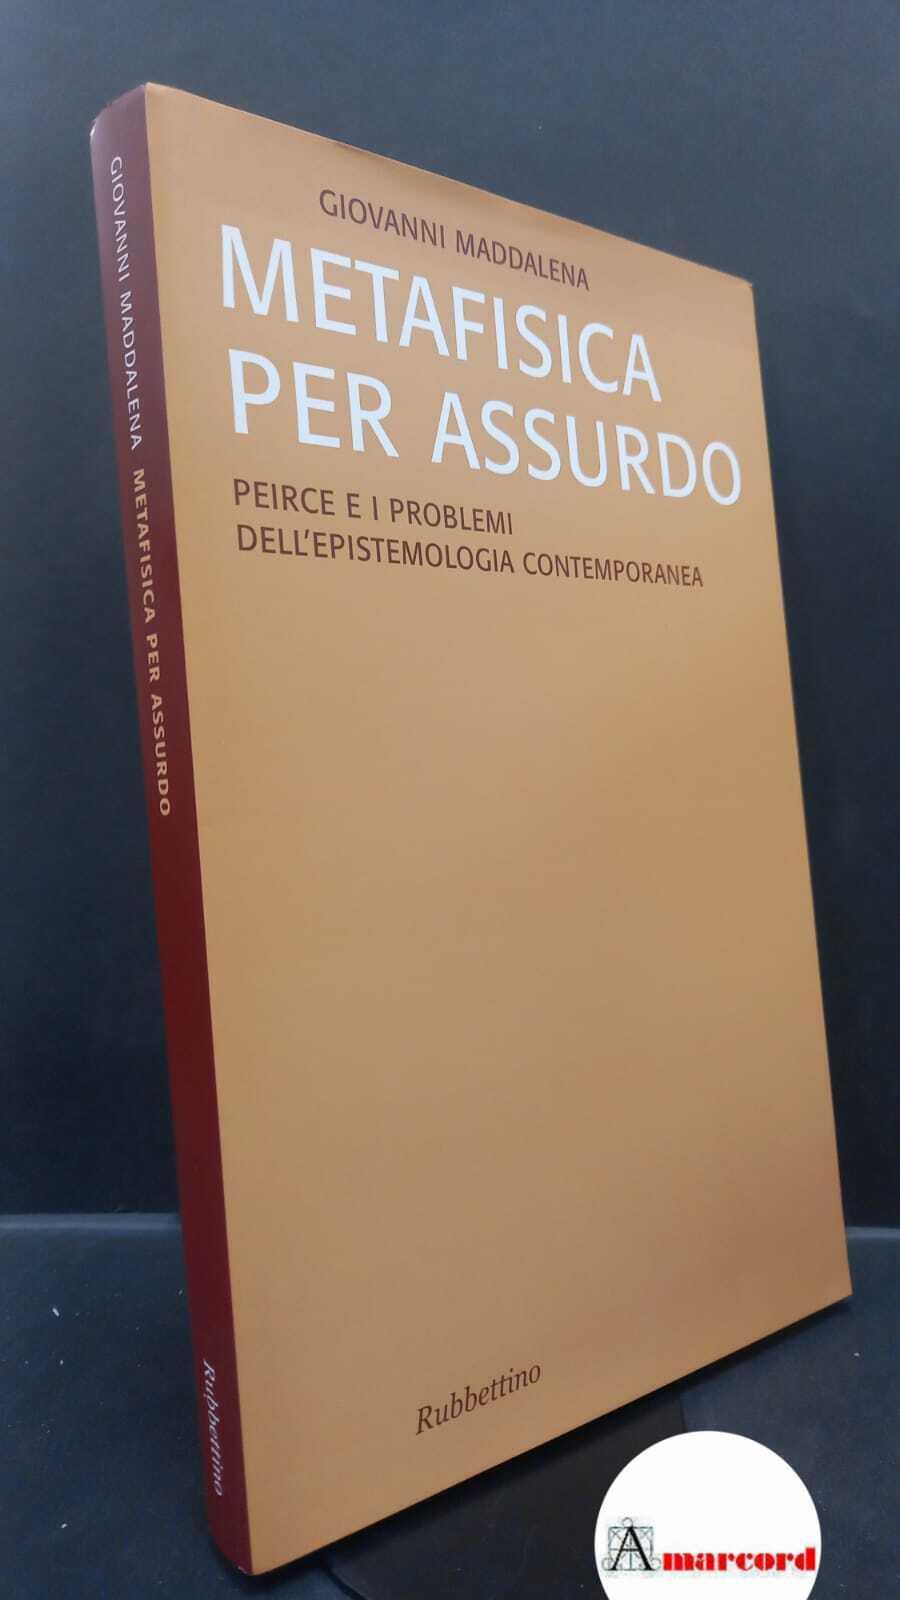 GIOVANNI MADDALENA
METAFISICA
PER ASSURDO
PEIRCE E I PROBLEMI
DELL'EPISTEMOLOGIA CONTEMPORANEA
Rubbettino
GIOVANNI MADDALENA METAFISICA PER ASSURDO
Rubbettino
Amarcord